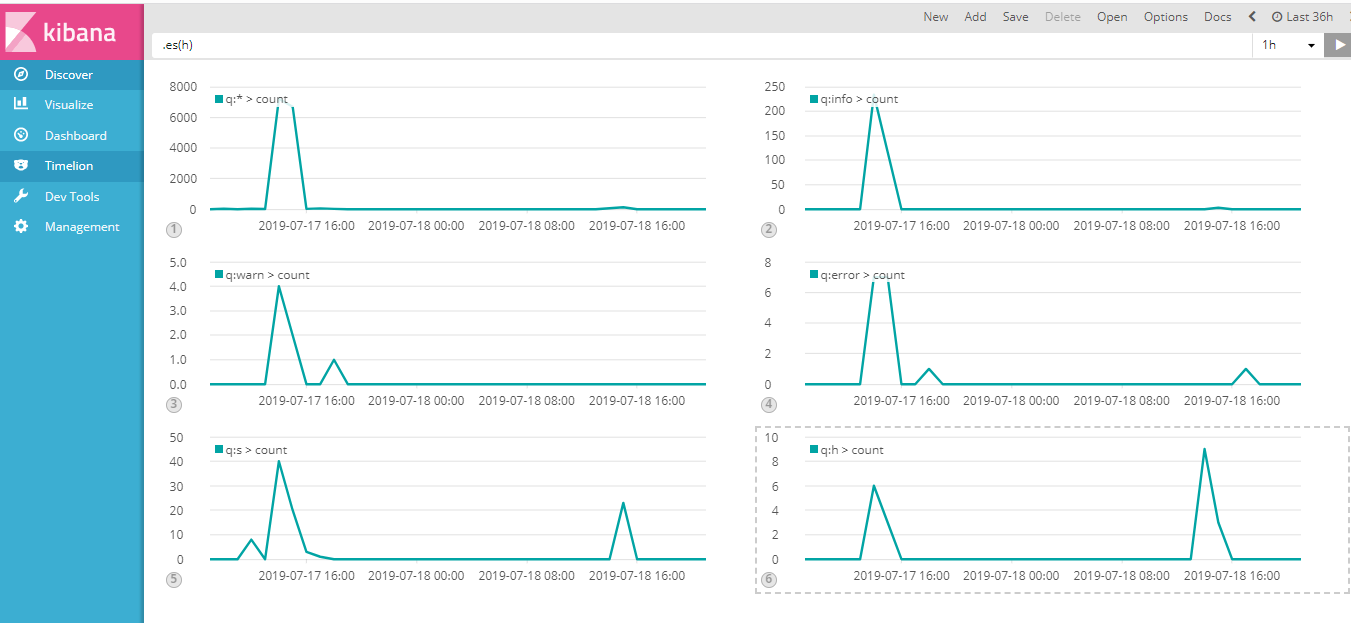 kibana
Discover
Visualize
Dashboard
Timelion
Dev Tools
Management
New Add Save Delete Open Options Docs Last 36h
.es(h) 1h
8000
6000
4000
2000
0
q:* > count
2019-07-17 16:00 2019-07-18 00:00 2019-07-18 08:00 2019-07-18 16:00
1
250
200
150
100
50
0
q:info > count
2019-07-17 16:00 2019-07-18 00:00 2019-07-18 08:00 2019-07-18 16:00
2
5.0
4.0
3.0
2.0
1.0
0.0
q:warn > count
2019-07-17 16:00 2019-07-18 00:00 2019-07-18 08:00 2019-07-18 16:00
3
8
6
4
2
0
q:error > count
2019-07-17 16:00 2019-07-18 00:00 2019-07-18 08:00 2019-07-18 16:00
4
50
40
30
20
10
0
q:s > count
2019-07-17 16:00 2019-07-18 00:00 2019-07-18 08:00 2019-07-18 16:00
5
10
8
6
4
2
0
q:h > count
2019-07-17 16:00 2019-07-18 00:00 2019-07-18 08:00 2019-07-18 16:00
6